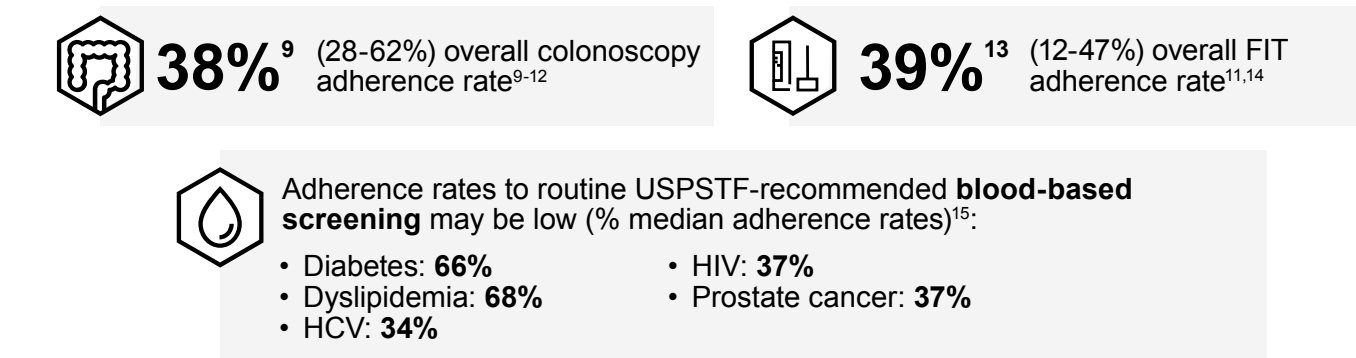 38%⁹ (28-62%) overall colonoscopy
adherence rate⁹⁻¹²
39%¹³ (12-47%) overall FIT
adherence rate¹¹,¹⁴
Adherence rates to routine USPSTF-recommended blood-based
screening may be low (% median adherence rates)¹⁵:
• Diabetes: 66%
• Dyslipidemia: 68%
• HCV: 34%
• HIV: 37%
• Prostate cancer: 37%